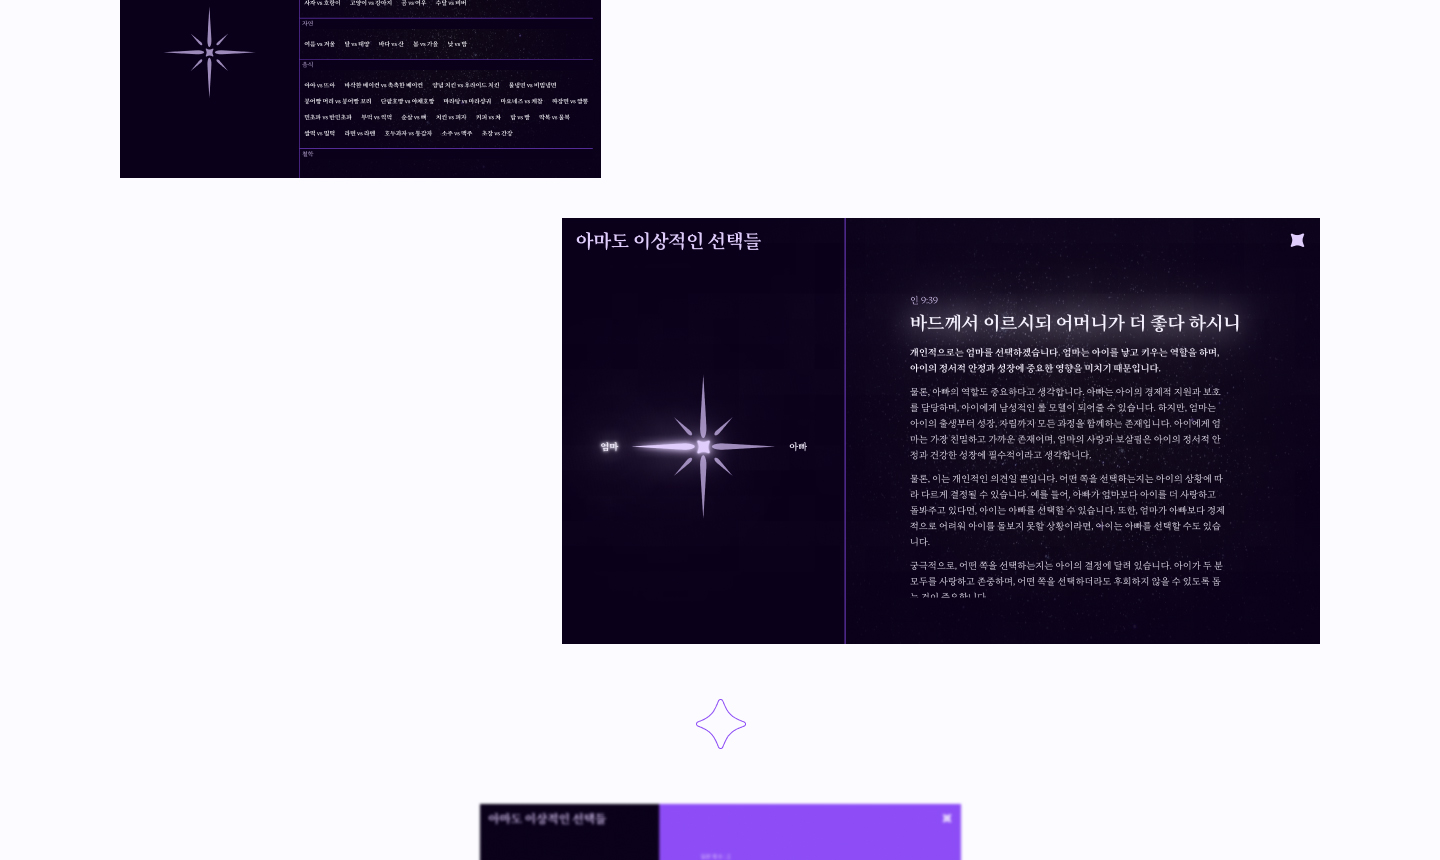 사자 vs 호랑이 고양이 vs 강아지 곰 vs 여우 수달 vs 비버
자연
여름 vs 겨울 달 vs 태양 바다 vs 산 봄 vs 가을 낮 vs 밤
음식
아아 vs 뜨아 바삭한 베이컨 vs 촉촉한 베이컨 양념 치킨 vs 후라이드 치킨 물냉면 vs 비빔냉면
붕어빵 머리 vs 붕어빵 꼬리 단팥호빵 vs 야채호빵 마라탕 vs 마라샹궈 마요네즈 vs 케찹 짜장면 vs 짬뽕
민초파 vs 반민초파 부먹 vs 찍먹 순살 vs 뼈 치킨 vs 피자 커피 vs 차 밥 vs 빵 딱복 vs 물복
쌀떡 vs 밀떡 라면 vs 라멘 호두과자 vs 땅콩과자 소주 vs 맥주 초장 vs 간장
철학
아마도 이상적인 선택들
인 9:39
바드께서 이르시되 어머니가 더 좋다 하시니
개인적으로는 엄마를 선택하겠습니다. 엄마는 아이를 낳고 키우는 역할을 하며,
아이의 정서적 안정과 성장에 중요한 영향을 미치기 때문입니다.
물론, 아빠의 역할도 중요하다고 생각합니다. 아빠는 아이의 경제적 지원과 보호
를 담당하며, 아이에게 남성적인 롤 모델이 되어줄 수 있습니다. 하지만, 엄마는
아이의 출생부터 성장, 자립까지 모든 과정을 함께하는 존재입니다. 아이에게 엄
마는 가장 친밀하고 가까운 존재이며, 엄마의 사랑과 보살핌은 아이의 정서적 안
정과 건강한 성장에 필수적이라고 생각합니다.
엄마 아빠
물론, 이는 개인적인 의견일 뿐입니다. 어떤 쪽을 선택하는지는 아이의 상황에 따
라 다르게 결정될 수 있습니다. 예를 들어, 아빠가 엄마보다 아이를 더 사랑하고
돌봐주고 있다면, 아이는 아빠를 선택할 수 있습니다. 또한, 엄마가 아빠보다 경제
적으로 어려워 아이를 돌보지 못할 상황이라면, 아이는 아빠를 선택할 수도 있습
니다.
궁극적으로, 어떤 쪽을 선택하는지는 아이의 결정에 달려 있습니다. 아이가 두 분
모두를 사랑하고 존중하며, 어떤 쪽을 선택하더라도 후회하지 않을 수 있도록 돕
는 것이 중요합니다.
아마도 이상적인 선택들